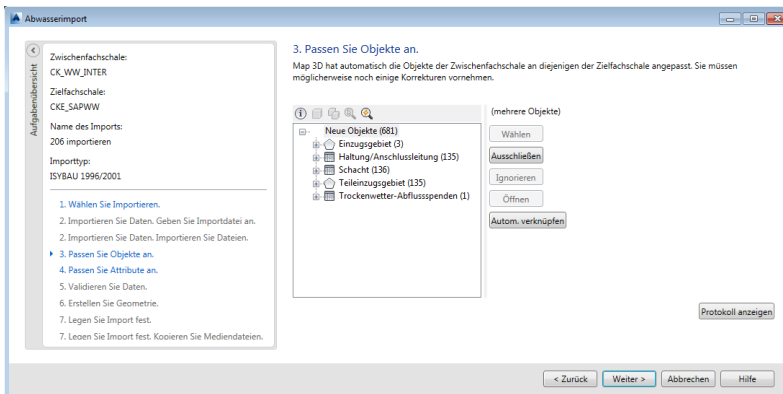 Abwasserimport
Aufgabenübersicht
Zwischenfachschale:
CK_WW_INTER
Zielfachschale:
CKE_SAPWW
Name des Imports:
206 importieren
Importtyp:
ISYBAU 1996/2001
1. Wählen Sie Importieren.
2. Importieren Sie Daten. Geben Sie Importdatei an.
2. Importieren Sie Daten. Importieren Sie Dateien.
3. Passen Sie Objekte an.
4. Passen Sie Attribute an.
5. Validieren Sie Daten.
6. Erstellen Sie Geometrie.
7. Legen Sie Import fest.
7. Legen Sie Import fest. Kopieren Sie Mediendateien.
3. Passen Sie Objekte an.
Map 3D hat automatisch die Objekte der Zwischenfachschale an diejenigen der Zielfachschale angepasst. Sie müssen
möglicherweise noch einige Korrekturen vornehmen.
Neue Objekte (681)
Einzugsgebiet (3)
Haltung/Anschlussleitung (135)
Schacht (136)
Teileinzugsgebiet (135)
Trockenwetter-Abflussspenden (1)
(mehrere Objekte)
Wählen
Ausschließen
Ignorieren
Öffnen
Autom. verknüpfen
Protokoll anzeigen
< Zurück
Weiter >
Abbrechen
Hilfe